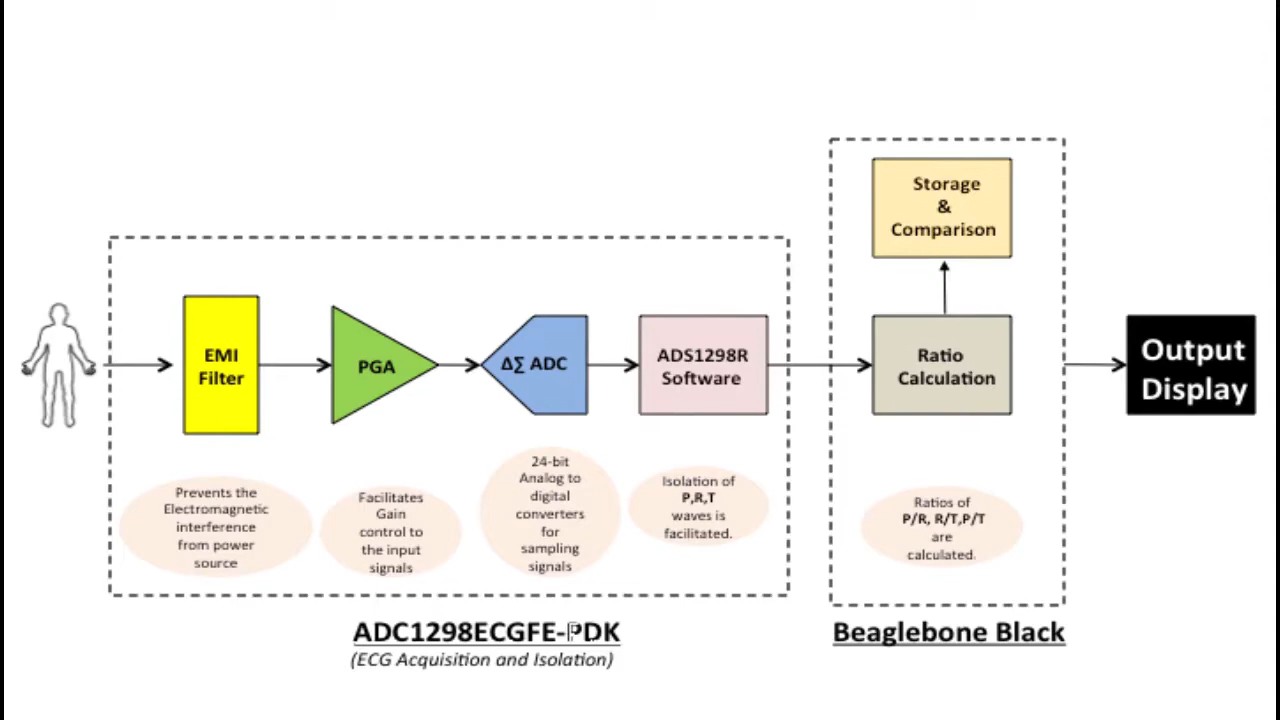 EMI
Filter
PGA
Δ∑ ADC
ADS1298R
Software
Storage
&
Comparison
Ratio
Calculation
Output
Display
Prevents the
Electromagnetic
interference
from power
source
Facilitates
Gain
control to
the input
signals
24-bit
Analog to
digital
converters
for
sampling
signals
Isolation of
P,R,T
waves is
facilitated.
Ratios of
P/R, R/T,P/T
are
calculated.
ADC1298ECGFE-PDK
(ECG Acquisition and Isolation)
Beaglebone Black